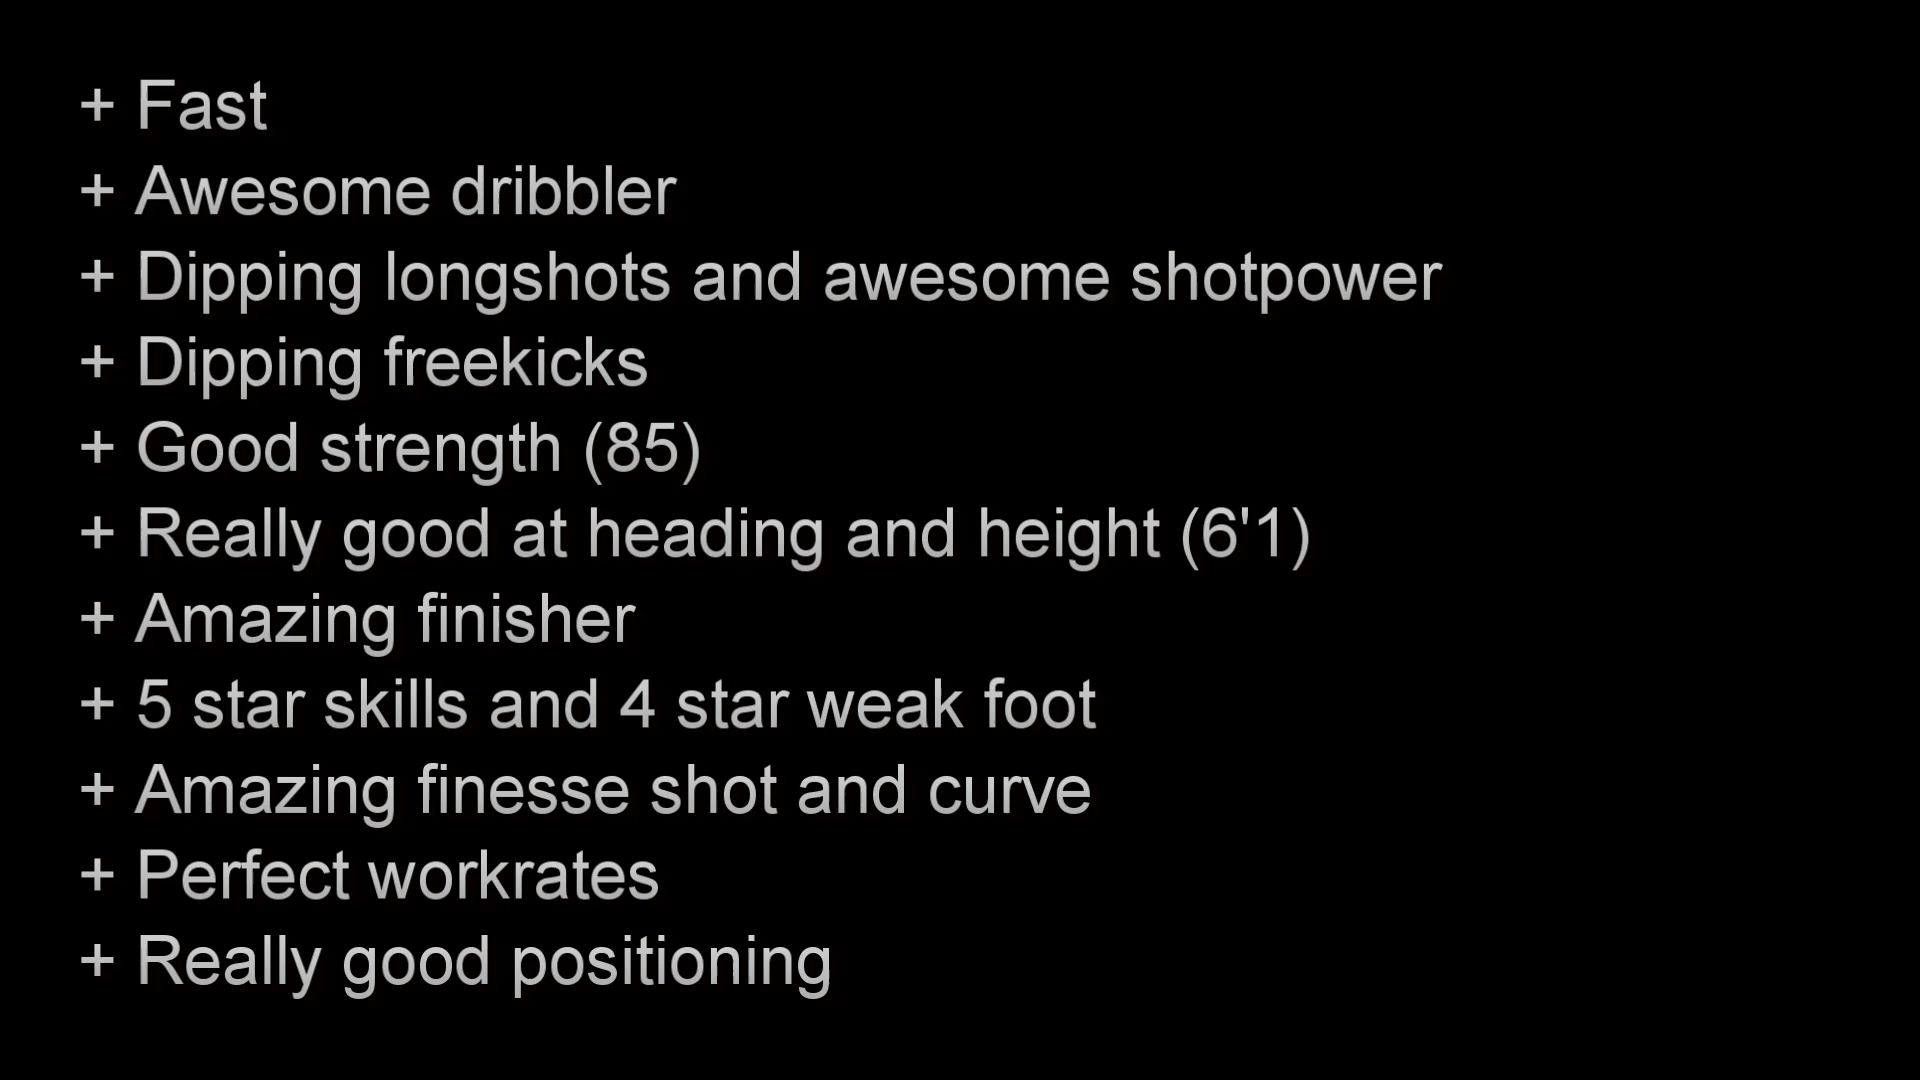 + Fast
+ Awesome dribbler
+ Dipping longshots and awesome shotpower
+ Dipping freekicks
+ Good strength (85)
+ Really good at heading and height (6'1)
+ Amazing finisher
+ 5 star skills and 4 star weak foot
+ Amazing finesse shot and curve
+ Perfect workrates
+ Really good positioning